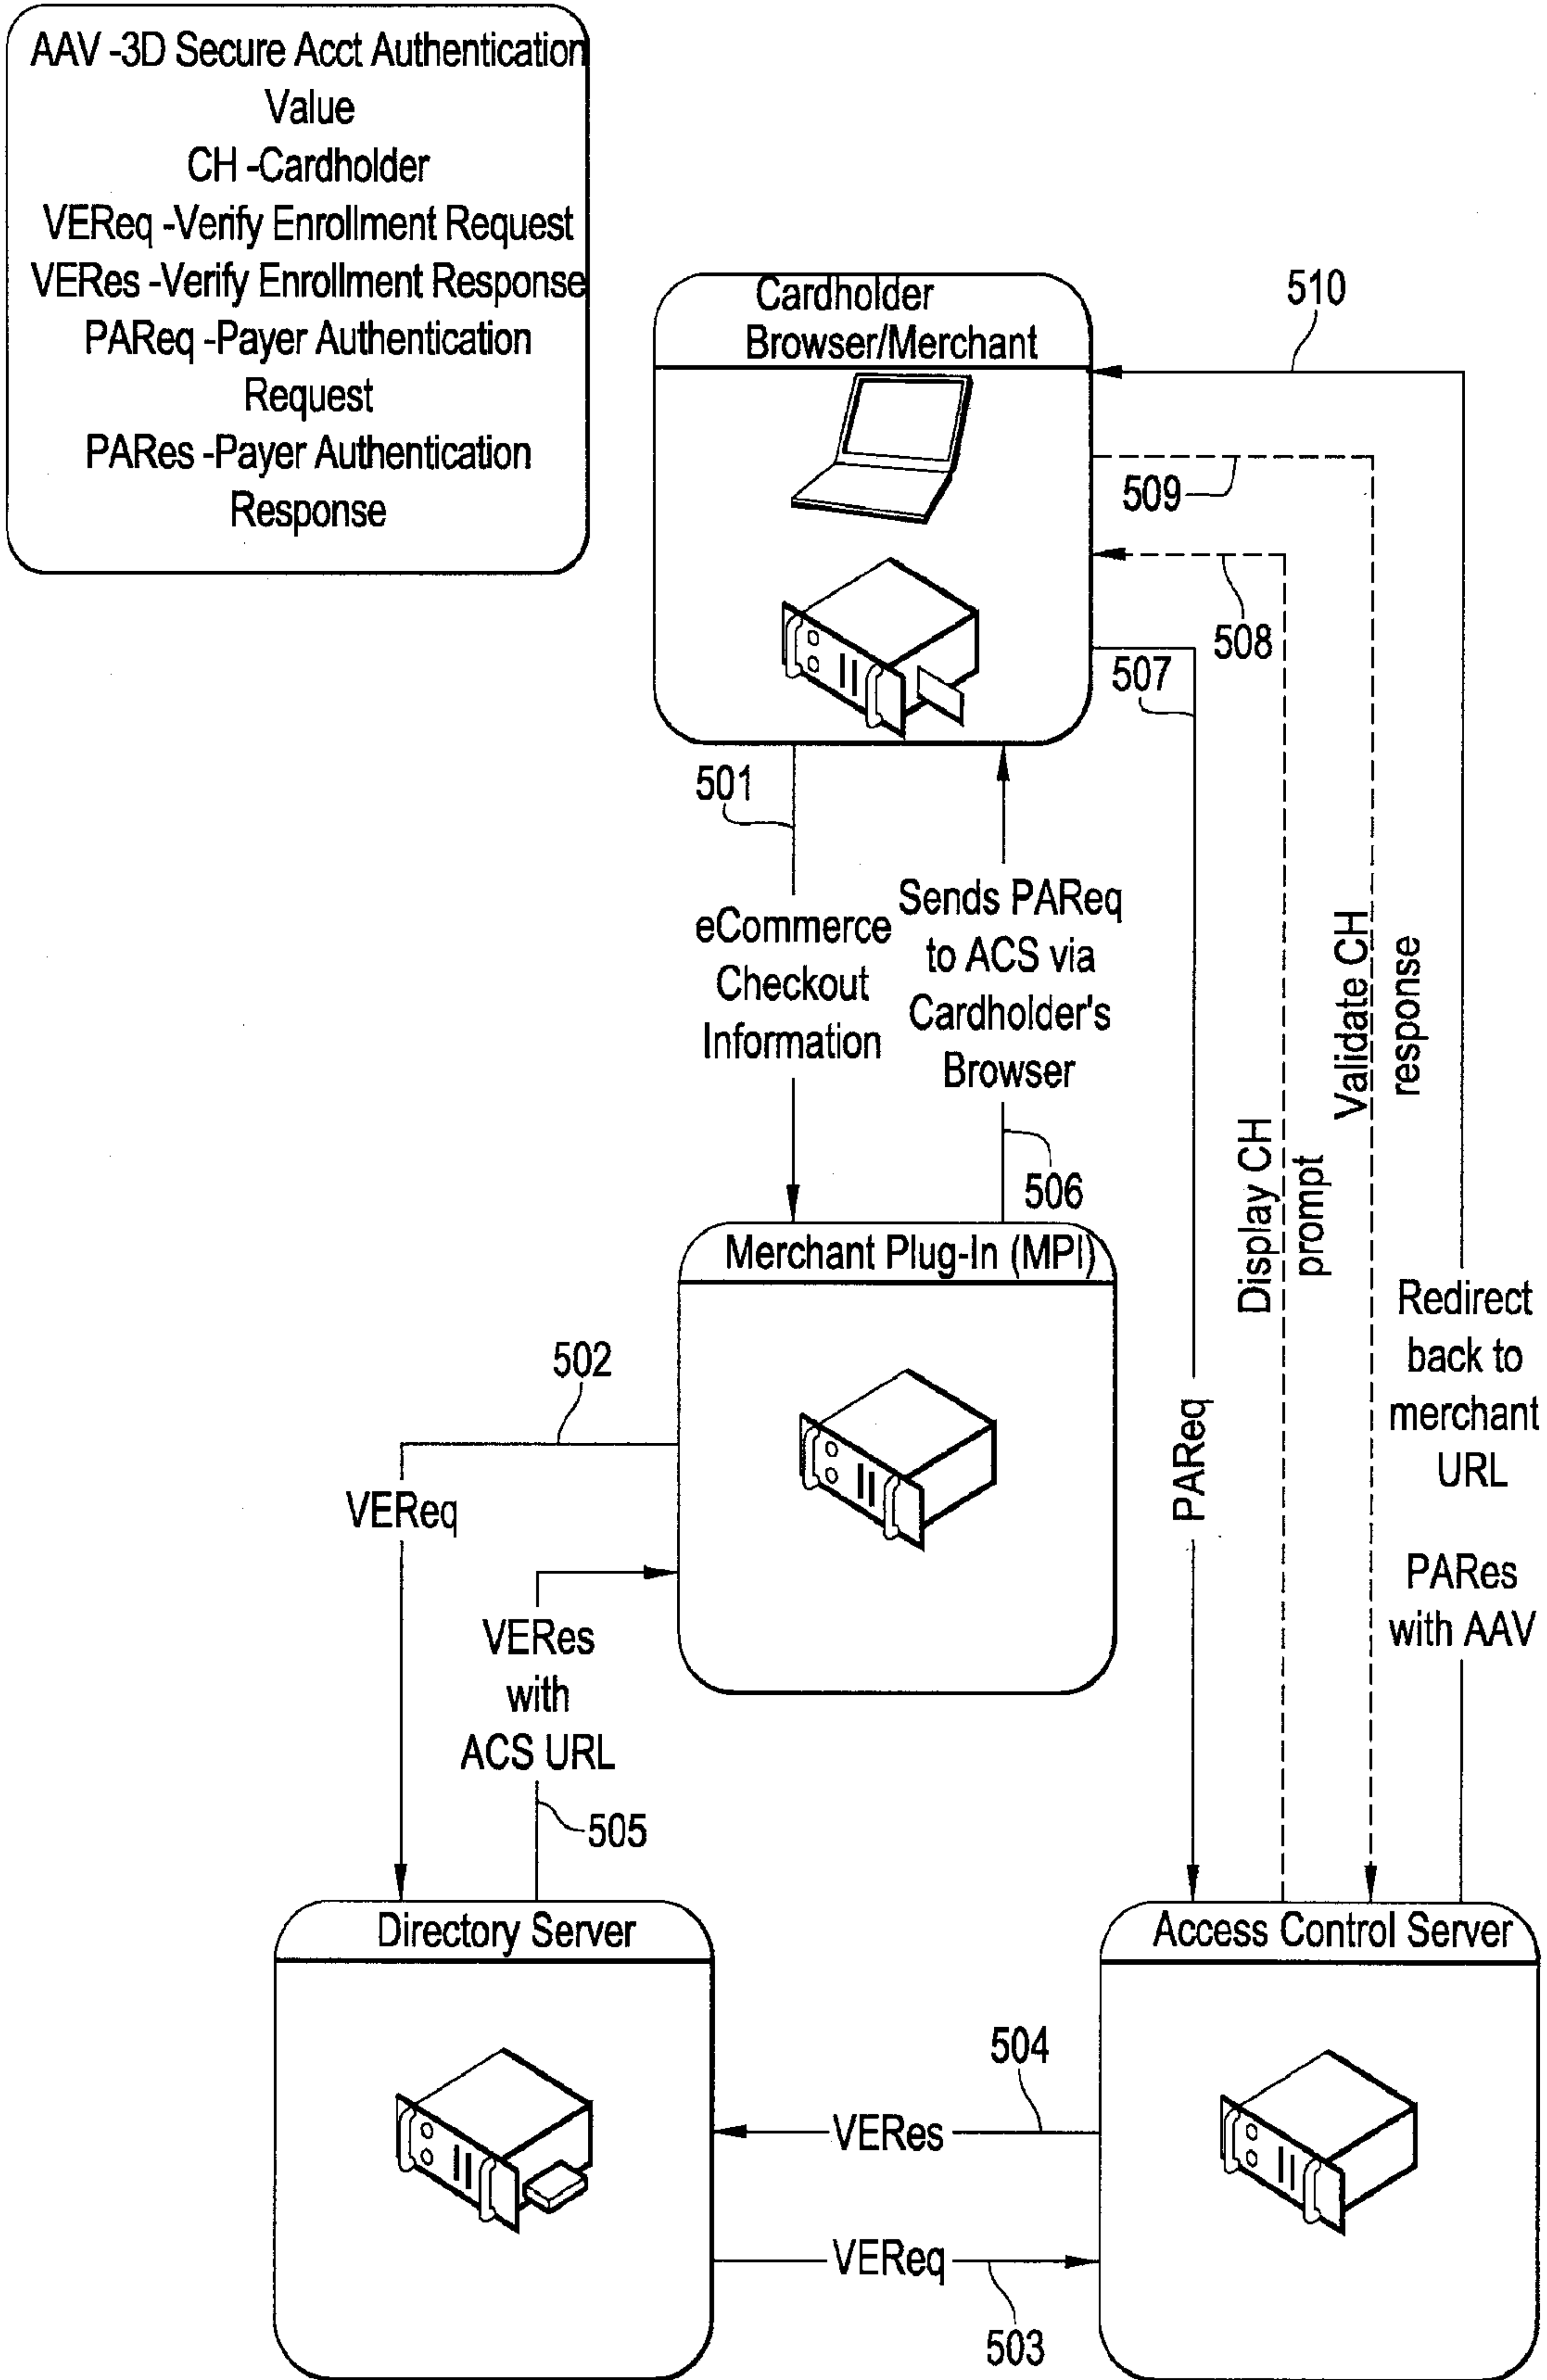 AAV -3D Secure Acct Authentication
Value
CH -Cardholder
VEReq -Verify Enrollment Request
VERes -Verify Enrollment Response
PAReq -Payer Authentication
Request
PARes -Payer Authentication
Response
Cardholder
Browser/Merchant
510
509
508
507
501
eCommerce
Checkout
Information
Sends PAReq
to ACS via
Cardholder's
Browser
506
Validate CH
response
Display CH
prompt
Merchant Plug-In (MPI)
502
VEReq
VERes
with
ACS URL
505
PAReq
Redirect
back to
merchant
URL
PARes
with AAV
Directory Server
Access Control Server
504
VERes
VEReq
503